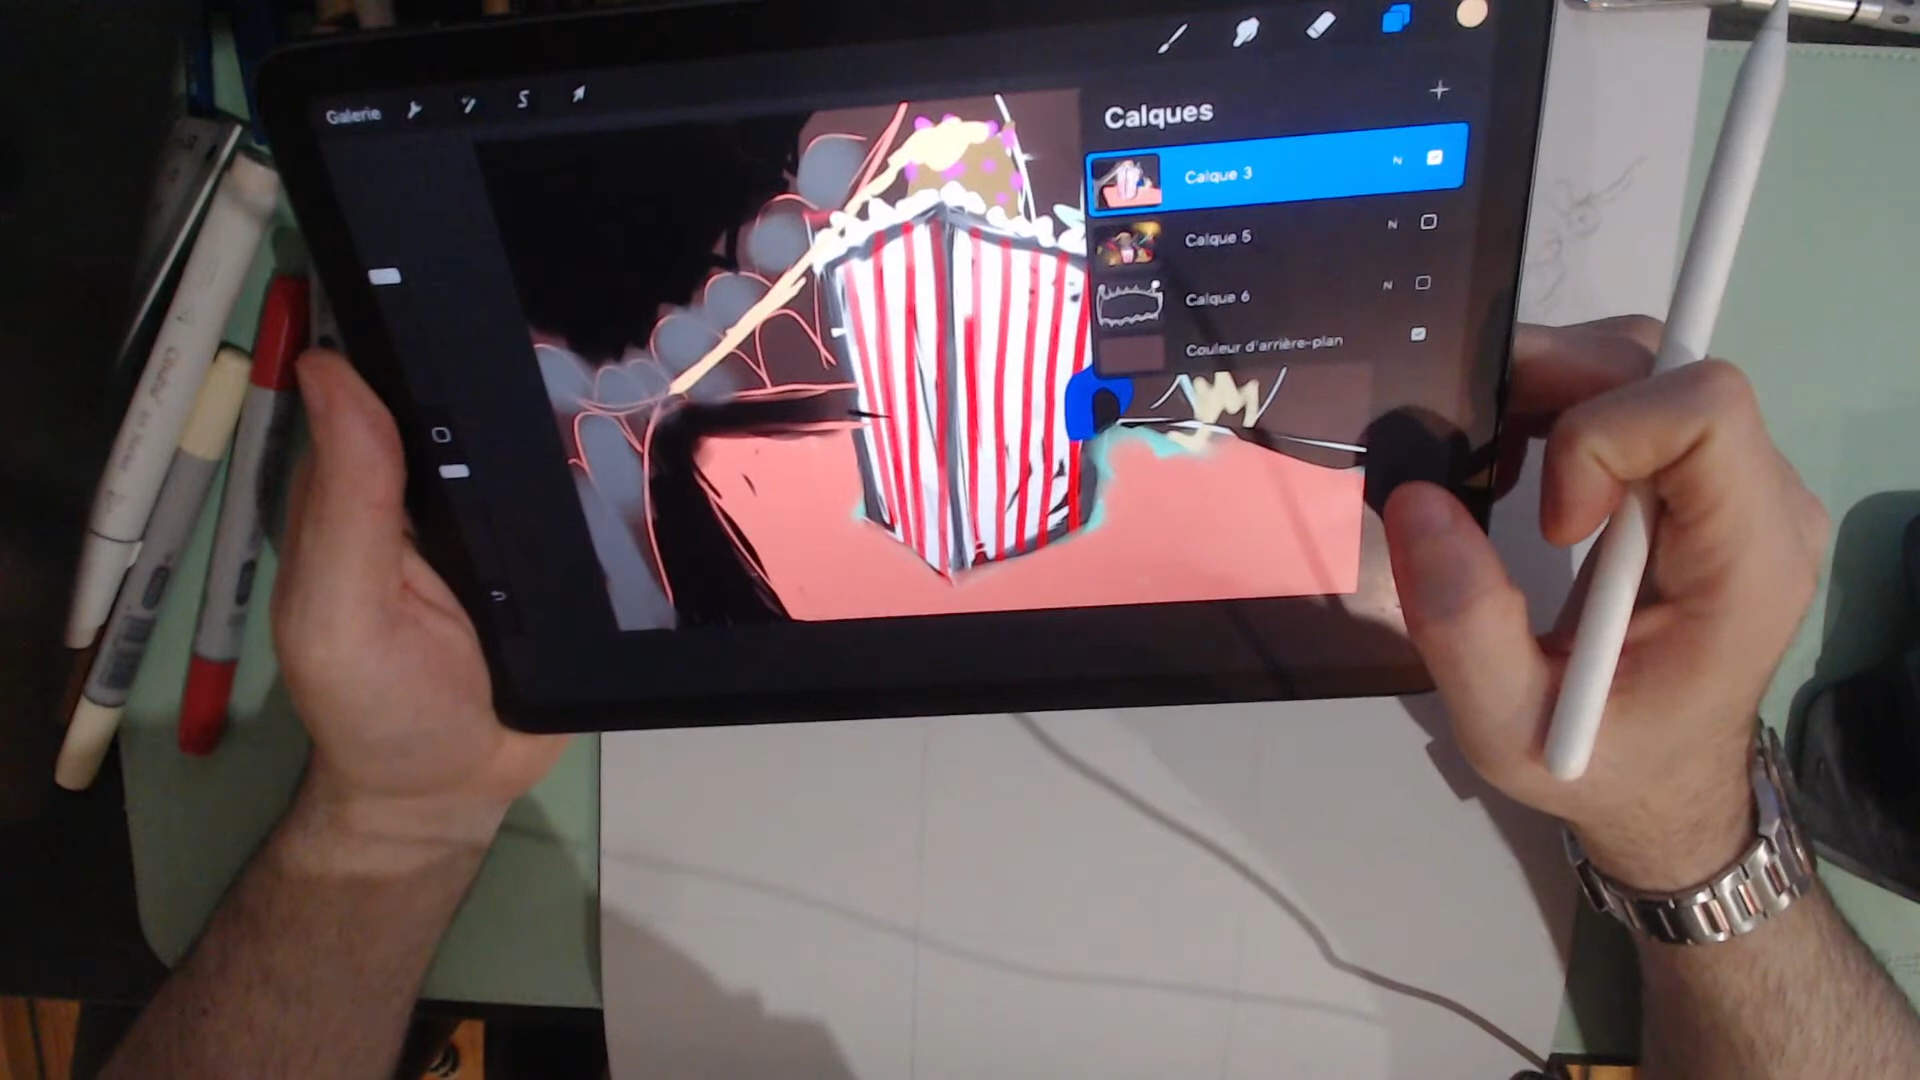 Galerie
Calques
Calque 3
N
Calque 5
N
Calque 6
N
Couleur d'arrière-plan